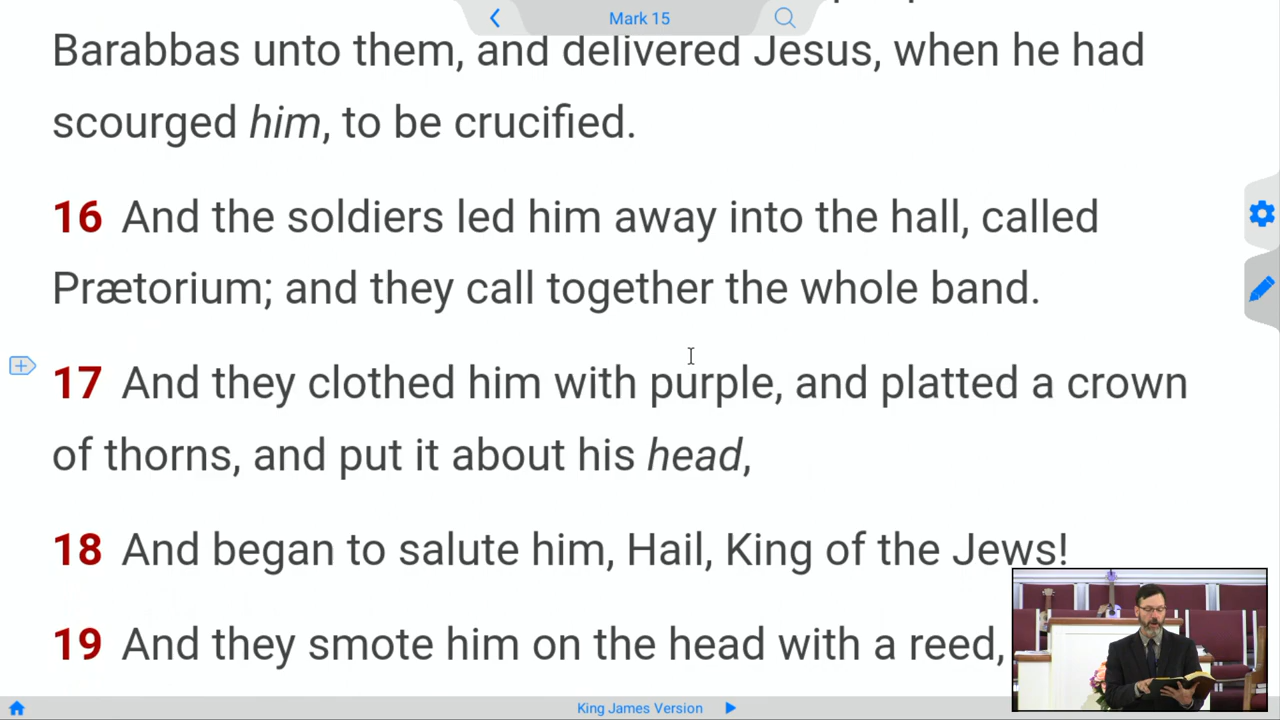 Mark 15
Barabbas unto them, and delivered Jesus, when he had
scourged him, to be crucified.
16 And the soldiers led him away into the hall, called
Prætorium; and they call together the whole band.
17 And they clothed him with purple, and platted a crown
of thorns, and put it about his head,
18 And began to salute him, Hail, King of the Jews!
19 And they smote him on the head with a reed,
King James Version